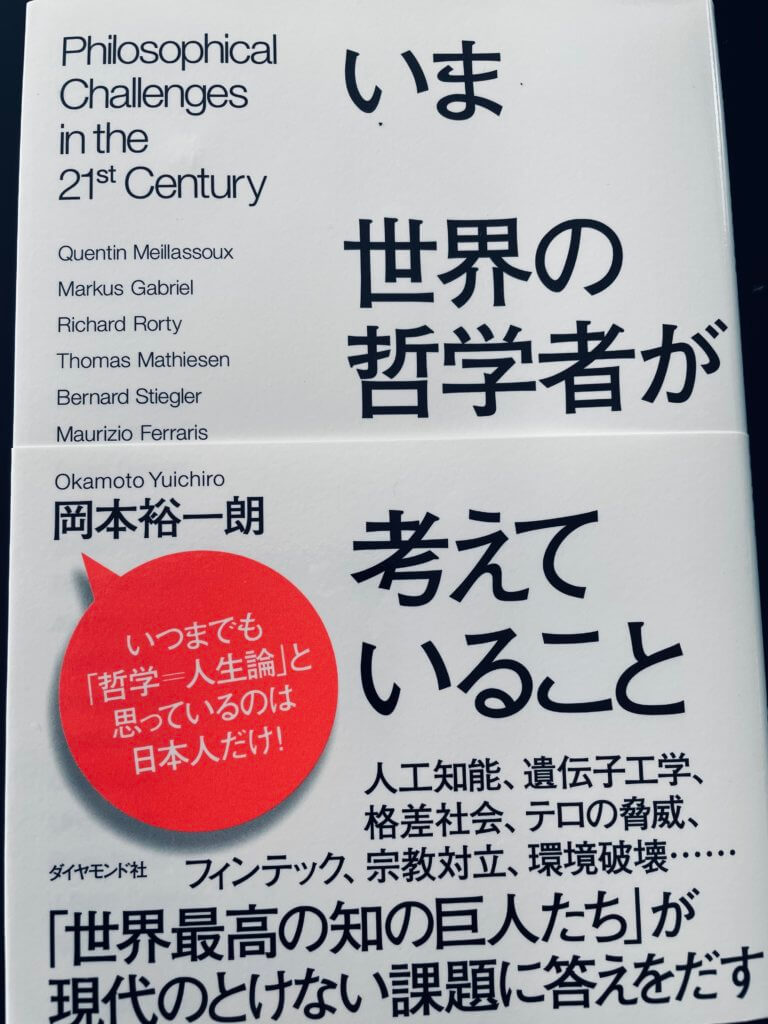 Philosophical
Challenges
in the
21st Century
Quentin Meillassoux
Markus Gabriel
Richard Rorty
Thomas Mathiesen
Bernard Stiegler
Maurizio Ferraris
いま
世界の
哲学者が
考えて
いること
Okamoto Yuichiro
岡本裕一朗
いつまでも
「哲学=人生論」と
思っているのは
日本人だけ!
人工知能、遺伝子工学、
格差社会、テロの脅威、
フィンテック、宗教対立、環境破壊……
ダイヤモンド社
「世界最高の知の巨人たち」が
現代のとけない課題に答えをだす